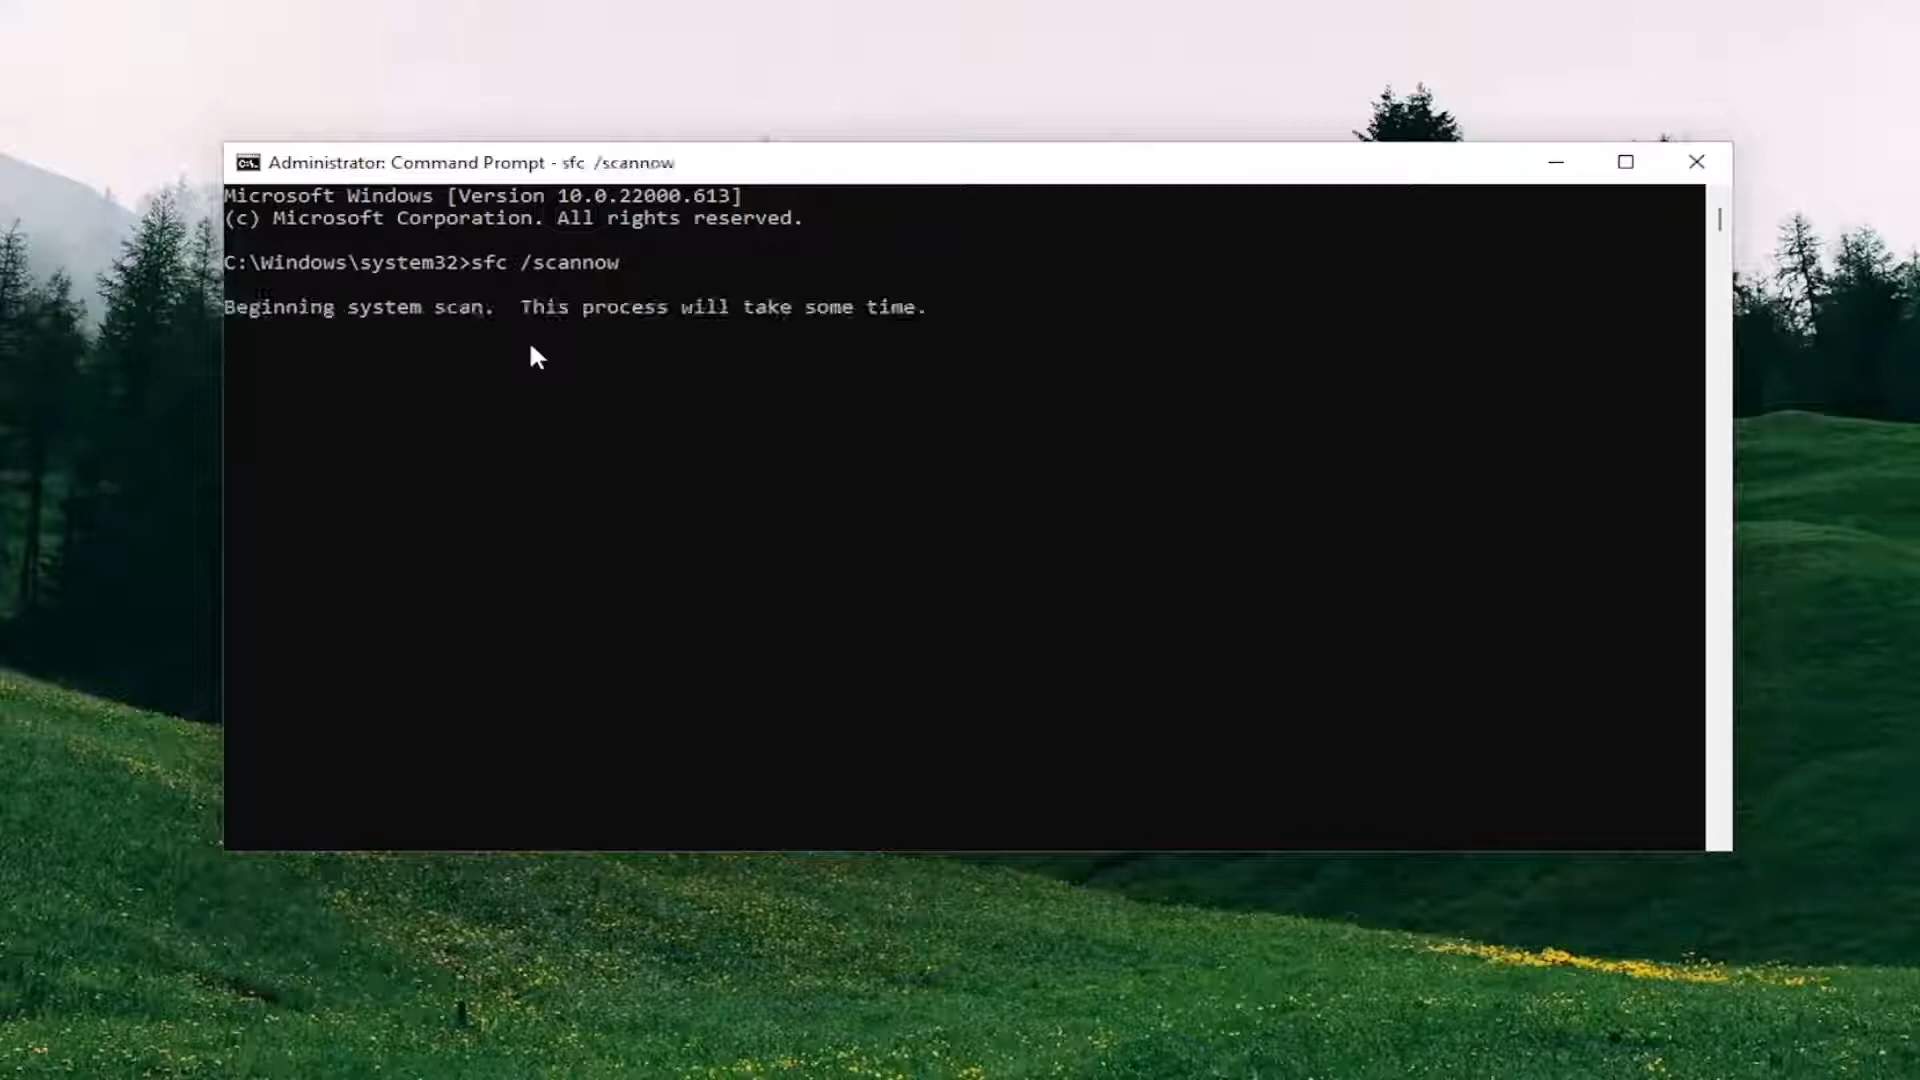 Administrator: Command Prompt - sfc /scannow
Microsoft Windows [Version 10.0.22000.613]
(c) Microsoft Corporation. All rights reserved.
C:\Windows\system32>sfc /scannow
Beginning system scan.  This process will take some time.